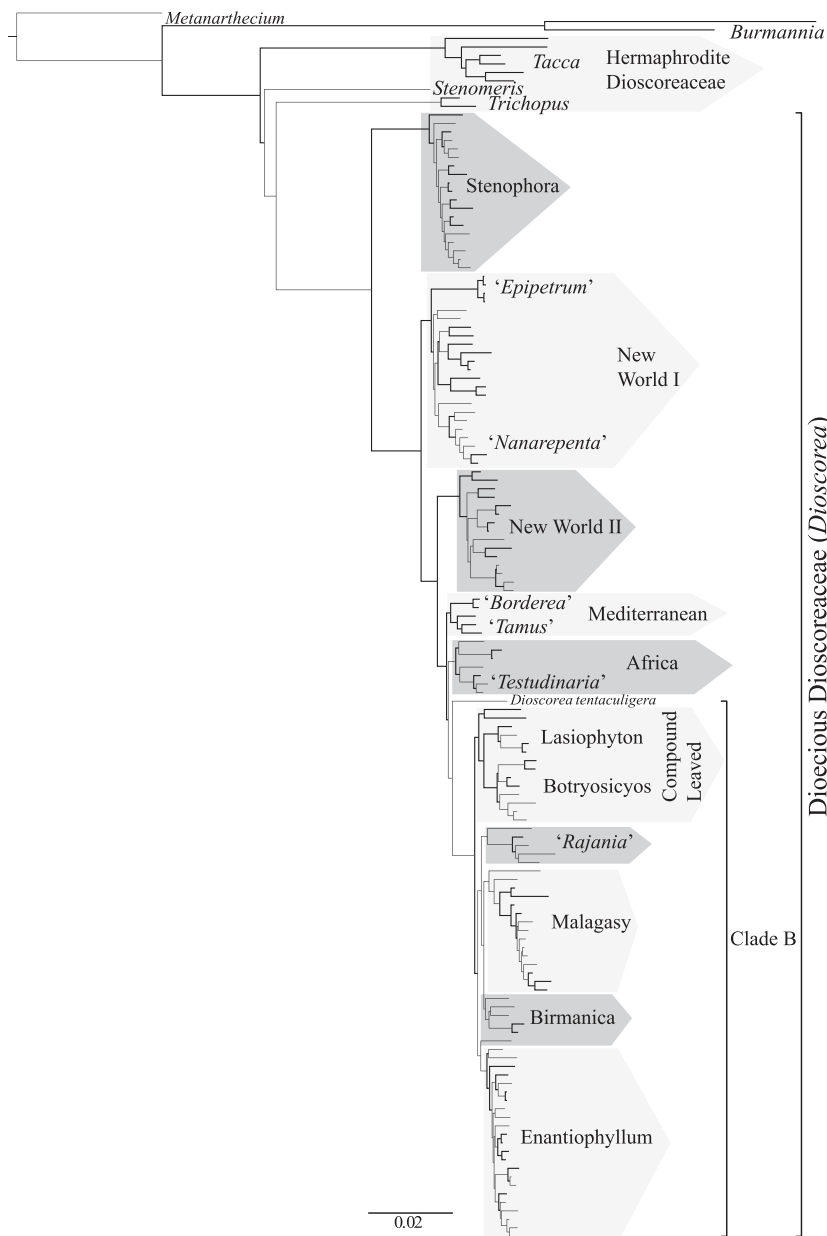 Metanarthecium
Burmannia
Tacca
Hermaphrodite
Dioscoreaceae
Stenomeris
Trichopus
Stenophora
‘Epipetrum’
New
World I
‘Nanarepenta’
New World II
‘Borderea’
Mediterranean
‘Tamus’
Africa
‘Testudinaria’
Dioscorea tentaculigera
Lasiophyton
Compound
Leaved
Botryosicyos
‘Rajania’
Malagasy
Clade B
Birmanica
Enantiophyllum
Dioecious Dioscoreaceae (Dioscorea)
0.02